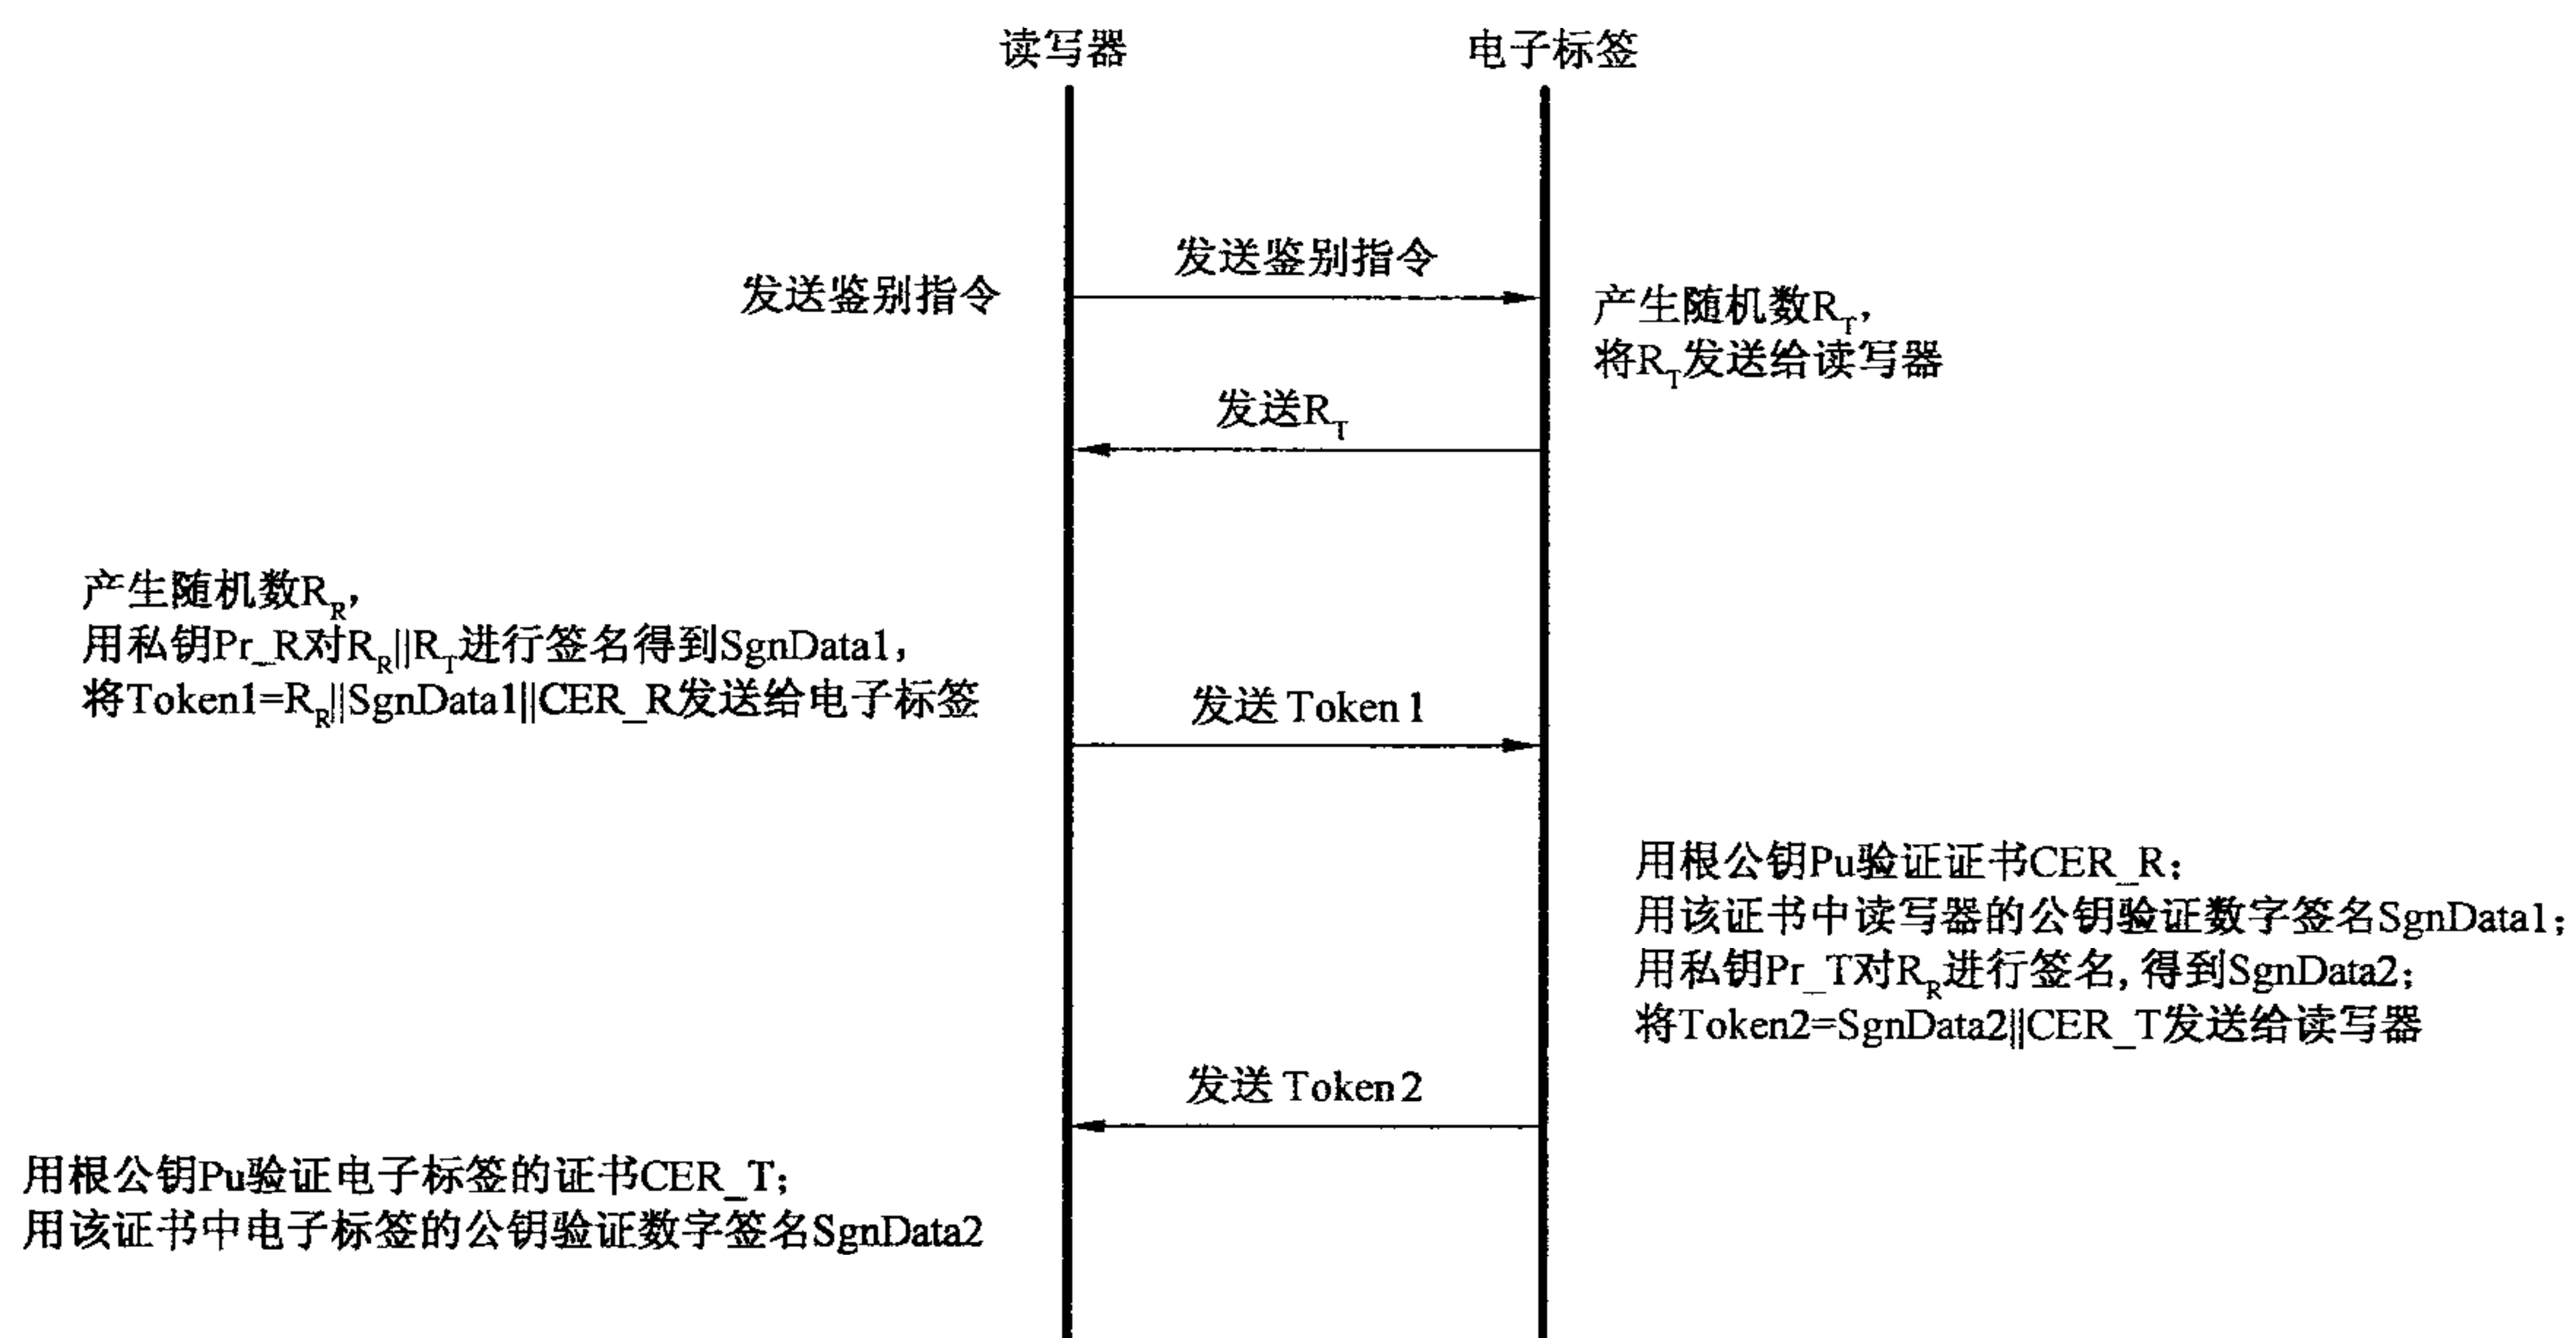 读写器
电子标签
发送鉴别指令
发送鉴别指令
产生随机数R_T，
将R_T发送给读写器
发送R_T
产生随机数R_R，
用私钥Pr_R对R_R||R_T进行签名得到SgnData1，
将Token1=R_R||SgnData1||CER_R发送给电子标签
发送 Token 1
用根公钥Pu验证证书CER_R；
用该证书中读写器的公钥验证数字签名SgnData1；
用私钥Pr_T对R_R进行签名, 得到SgnData2；
将Token2=SgnData2||CER_T发送给读写器
发送 Token 2
用根公钥Pu验证电子标签的证书CER_T；
用该证书中电子标签的公钥验证数字签名SgnData2